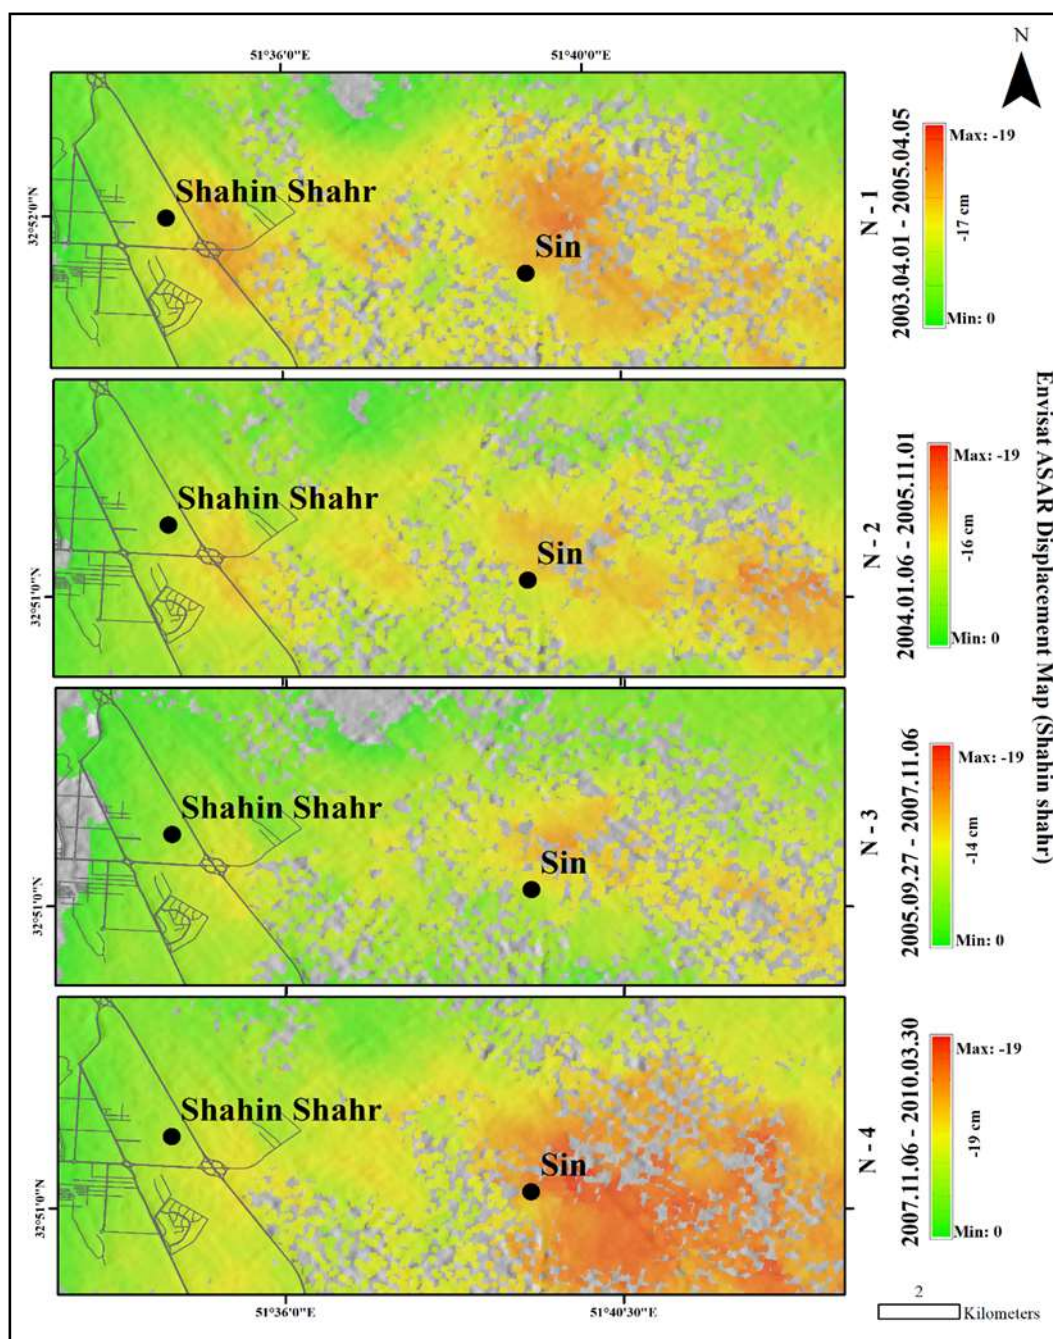 51°36'0"E
51°40'0"E
N
32°52'0"N
Shahin Shahr
Sin
N - 1
2003.04.01 - 2005.04.05
Max: -19
-17 cm
Min: 0
Shahin Shahr
Sin
32°51'0"N
N - 2
2004.01.06 - 2005.11.01
Max: -19
-16 cm
Min: 0
Envisat ASAR Displacement Map (Shahin shahr)
Shahin Shahr
Sin
32°51'0"N
N - 3
2005.09.27 - 2007.11.06
Max: -19
-14 cm
Min: 0
Shahin Shahr
Sin
32°51'0"N
N - 4
2007.11.06 - 2010.03.30
Max: -19
-19 cm
Min: 0
51°36'0"E
51°40'30"E
2
Kilometers